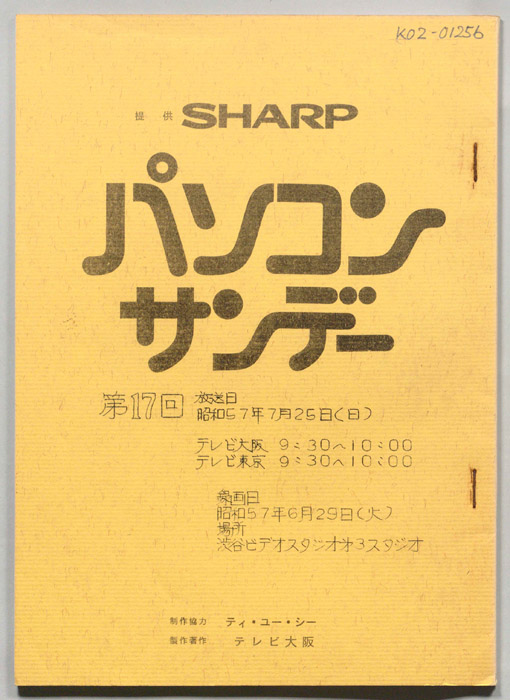 K02-01256
提供 SHARP
パソコン
サンデー
第17回 放送日
昭和57年7月25日(日)
テレビ大阪 9:30〜10:00
テレビ東京 9:30〜10:00
録画日
昭和57年6月29日(火)
場所
渋谷ビデオスタジオオ3スタジオ
制作協力 ティ・ユー・シー
製作著作 テレビ大阪